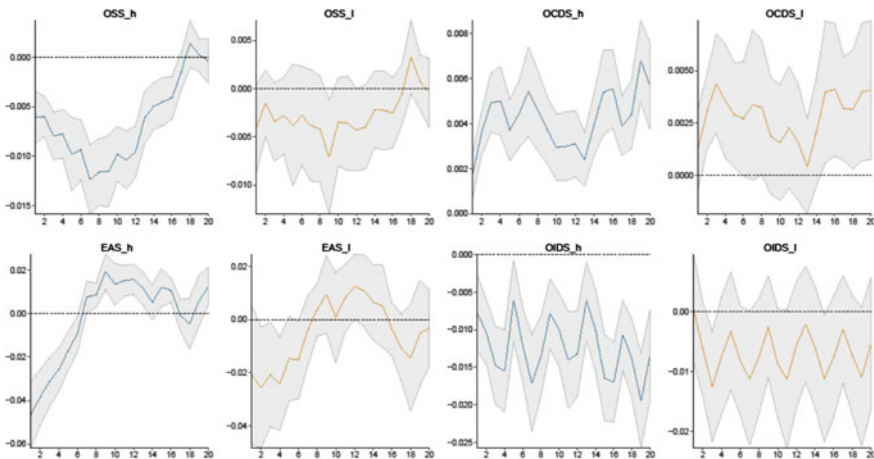 OSS_h OSS_l OCDS_h OCDS_l
0.000 0.005 0.008 0.0050
-0.005 0.000 0.006 0.0025
-0.010 -0.005 0.004 0.0000
-0.015 -0.010 0.002
0.000
2 4 6 8 10 12 14 16 18 20 2 4 6 8 10 12 14 16 18 20 2 4 6 8 10 12 14 16 18 20 2 4 6 8 10 12 14 16 18 20
EAS_h EAS_l OIDS_h OIDS_l
0.02 0.02 0.000 0.00
0.00 0.00 -0.005 -0.01
-0.02 -0.02 -0.010 -0.02
-0.04 -0.04 -0.015
-0.06 -0.020
-0.025
2 4 6 8 10 12 14 16 18 20 2 4 6 8 10 12 14 16 18 20 2 4 6 8 10 12 14 16 18 20 2 4 6 8 10 12 14 16 18 20